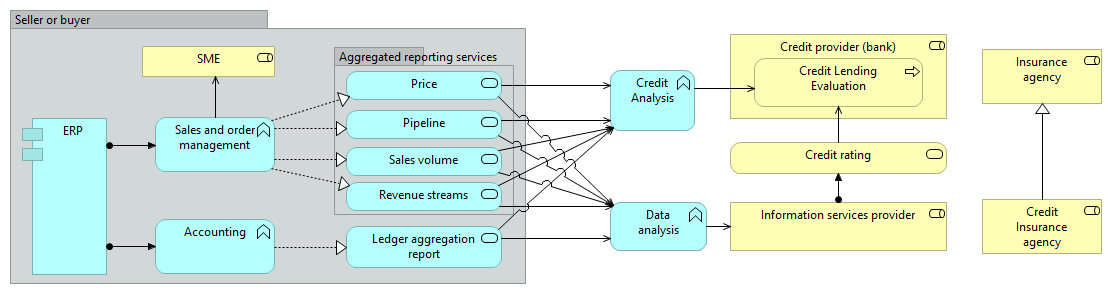 Seller or buyer
SME
ERP
Sales and order
management
Accounting
Aggregated reporting services
Price
Pipeline
Sales volume
Revenue streams
Ledger aggregation
report
Credit
Analysis
Data
analysis
Credit provider (bank)
Credit Lending
Evaluation
Credit rating
Information services provider
Insurance
agency
Credit
Insurance
agency